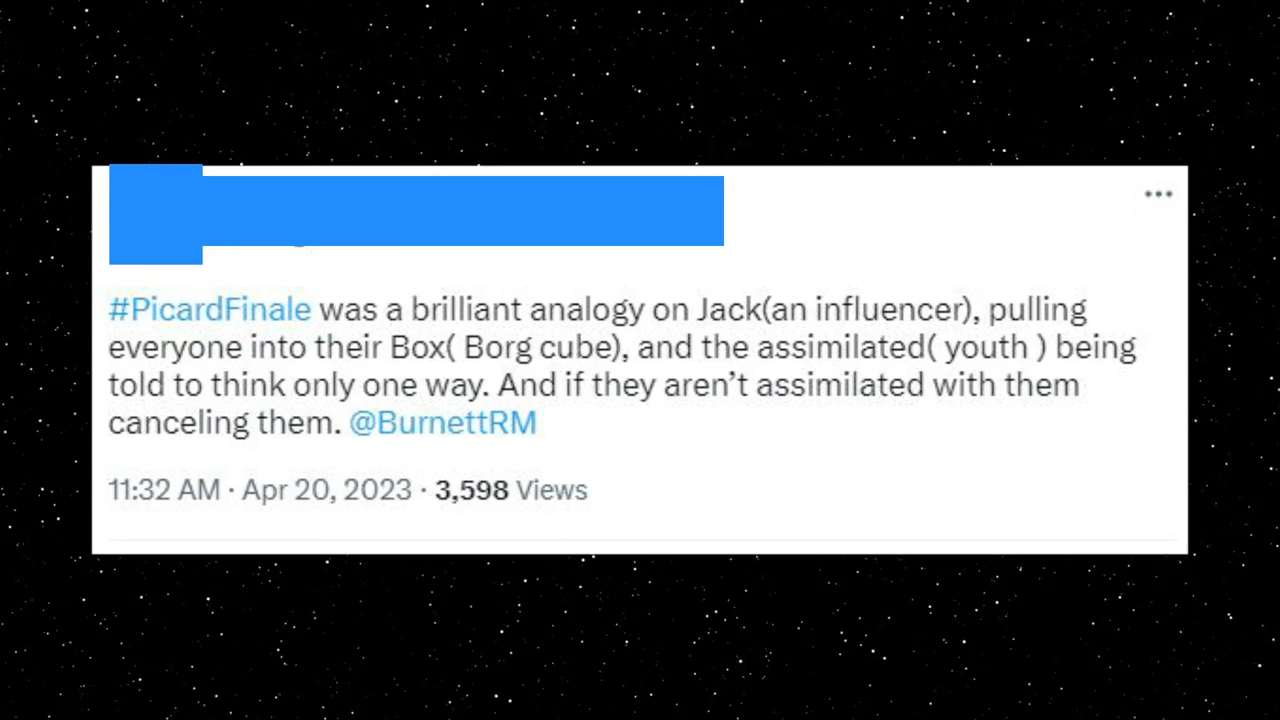 #PicardFinale was a brilliant analogy on Jack(an influencer), pulling
everyone into their Box( Borg cube), and the assimilated( youth ) being
told to think only one way. And if they aren’t assimilated with them
canceling them. @BurnettRM
11:32 AM · Apr 20, 2023 · 3,598 Views